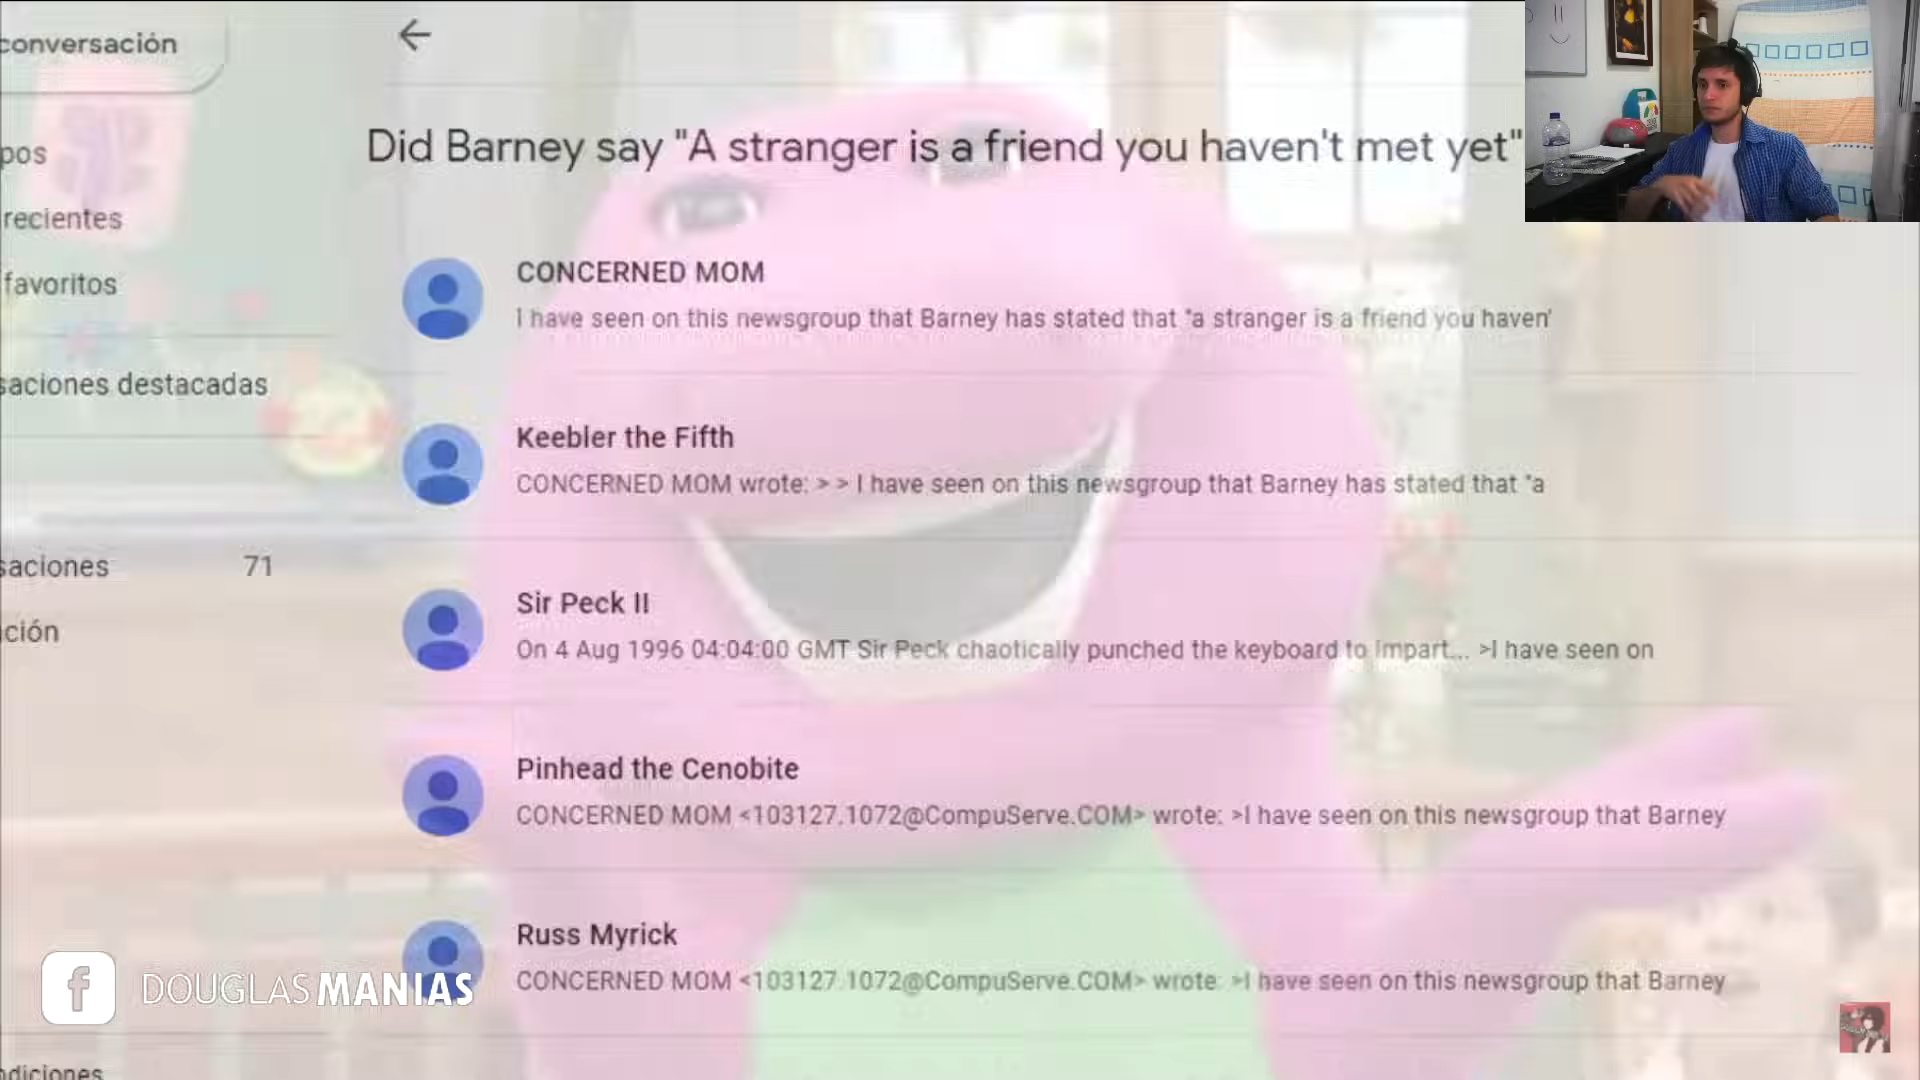 conversación
Did Barney say "A stranger is a friend you haven't met yet"
pos
recientes
favoritos
saciones destacadas
saciones 71
ción
CONCERNED MOM
I have seen on this newsgroup that Barney has stated that "a stranger is a friend you haven'
Keebler the Fifth
CONCERNED MOM wrote: > > I have seen on this newsgroup that Barney has stated that "a
Sir Peck II
On 4 Aug 1996 04:04:00 GMT Sir Peck chaotically punched the keyboard to impart... >I have seen on
Pinhead the Cenobite
CONCERNED MOM <103127.1072@CompuServe.COM> wrote: >I have seen on this newsgroup that Barney
Russ Myrick
CONCERNED MOM <103127.1072@CompuServe.COM> wrote: >I have seen on this newsgroup that Barney
f DOUGLASMANIAS
diciones